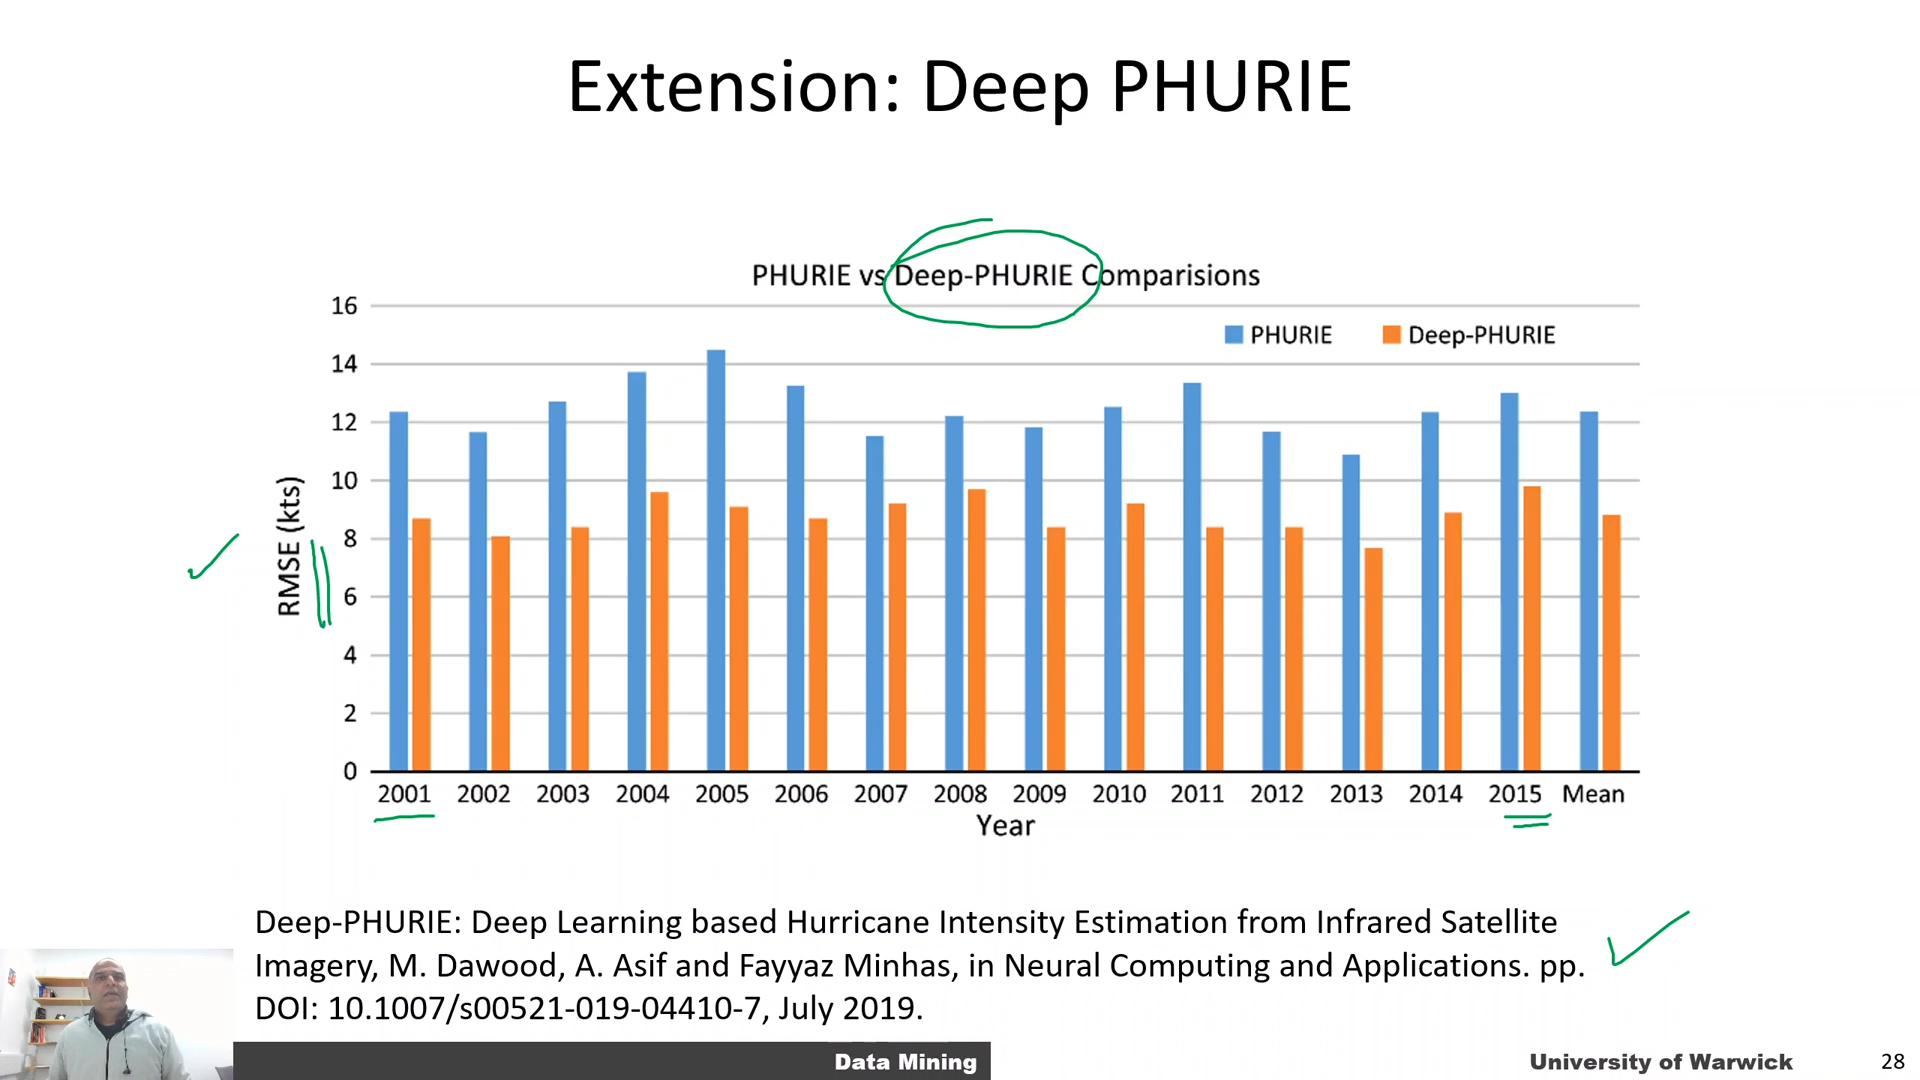 Extension: Deep PHURIE
PHURIE vs Deep-PHURIE Comparisions
PHURIE Deep-PHURIE
16
14
12
10
8
6
4
2
0
RMSE (kts)
2001 2002 2003 2004 2005 2006 2007 2008 2009 2010 2011 2012 2013 2014 2015 Mean
Year
Deep-PHURIE: Deep Learning based Hurricane Intensity Estimation from Infrared Satellite
Imagery, M. Dawood, A. Asif and Fayyaz Minhas, in Neural Computing and Applications. pp.
DOI: 10.1007/s00521-019-04410-7, July 2019.
Data Mining
University of Warwick 28